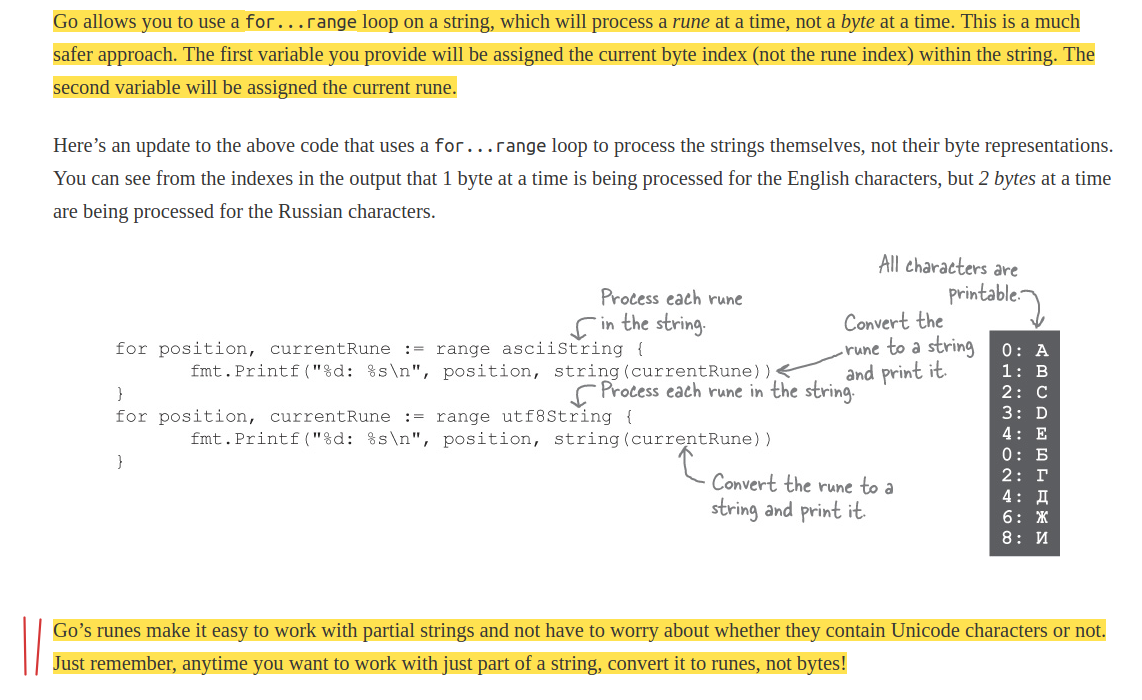 Go allows you to use a for...range loop on a string, which will process a rune at a time, not a byte at a time. This is a much
safer approach. The first variable you provide will be assigned the current byte index (not the rune index) within the string. The
second variable will be assigned the current rune.
Here’s an update to the above code that uses a for...range loop to process the strings themselves, not their byte representations.
You can see from the indexes in the output that 1 byte at a time is being processed for the English characters, but 2 bytes at a time
are being processed for the Russian characters.
All characters are
printable.
Process each rune
in the string.
Convert the
rune to a string
and print it.
for position, currentRune := range asciiString {
fmt.Printf("%d: %s\n", position, string(currentRune))
}
Process each rune in the string.
for position, currentRune := range utf8String {
fmt.Printf("%d: %s\n", position, string(currentRune))
}
Convert the rune to a
string and print it.
0: A
1: B
2: C
3: D
4: E
0: Б
2: Г
4: Д
6: Ж
8: И
Go’s runes make it easy to work with partial strings and not have to worry about whether they contain Unicode characters or not.
Just remember, anytime you want to work with just part of a string, convert it to runes, not bytes!